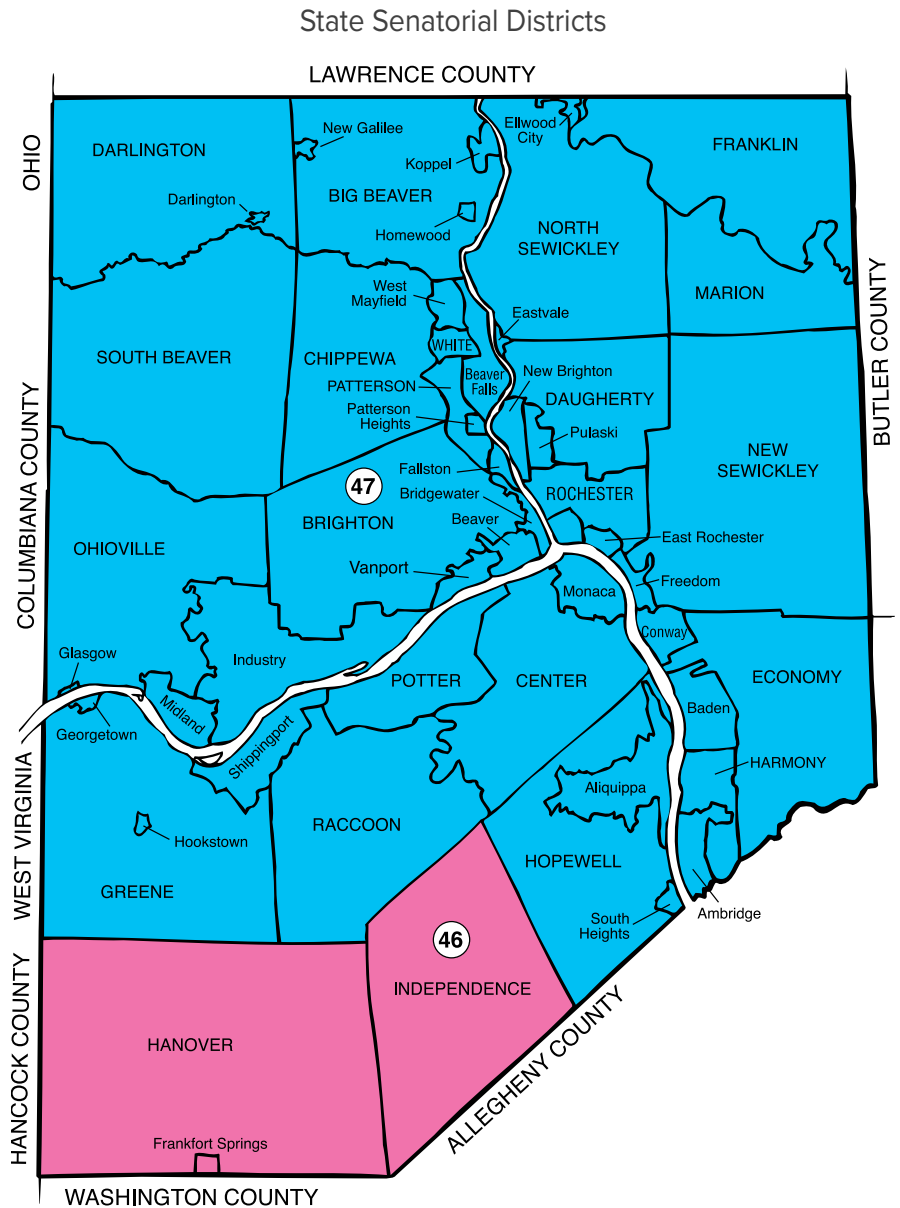 State Senatorial Districts
LAWRENCE COUNTY
OHIO
COLUMBIANA COUNTY
WEST VIRGINIA
HANCOCK COUNTY
BUTLER COUNTY
ALLEGHENY COUNTY
WASHINGTON COUNTY
DARLINGTON
New Galilee
Koppel
Ellwood
City
FRANKLIN
Darlington
BIG BEAVER
Homewood
NORTH
SEWICKLEY
MARION
West
Mayfield
Eastvale
SOUTH BEAVER
CHIPPEWA
WHITE
PATTERSON
Beaver
Falls
New Brighton
DAUGHERTY
Patterson
Heights
Pulaski
NEW
SEWICKLEY
Fallston
47
BRIGHTON
Bridgewater
ROCHESTER
Beaver
East Rochester
OHIOVILLE
Vanport
Monaca
Freedom
Conway
Glasgow
Industry
POTTER
CENTER
ECONOMY
Georgetown
Midland
Shippingport
Baden
HARMONY
Aliquippa
Hookstown
RACCOON
HOPEWELL
GREENE
South
Heights
Ambridge
46
INDEPENDENCE
HANOVER
Frankfort Springs